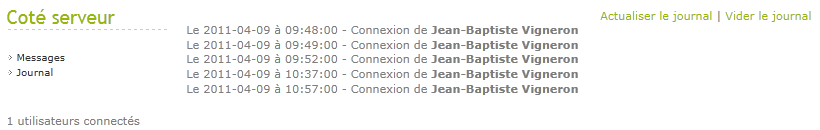 Coté serveur
Actualiser le journal | Vider le journal
Messages
Journal
Le 2011-04-09 à 09:48:00 - Connexion de Jean-Baptiste Vigneron
Le 2011-04-09 à 09:49:00 - Connexion de Jean-Baptiste Vigneron
Le 2011-04-09 à 09:52:00 - Connexion de Jean-Baptiste Vigneron
Le 2011-04-09 à 10:37:00 - Connexion de Jean-Baptiste Vigneron
Le 2011-04-09 à 10:57:00 - Connexion de Jean-Baptiste Vigneron
1 utilisateurs connectés